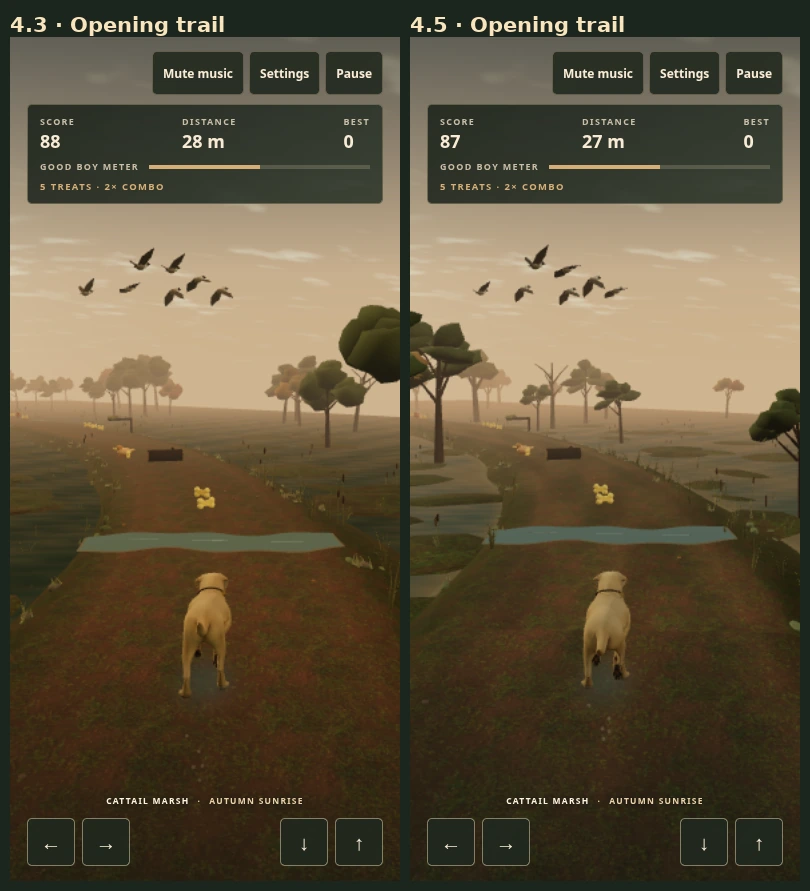 4.3 · Opening trail
Mute music Settings Pause
SCORE DISTANCE BEST
88 28 m 0
GOOD BOY METER
5 TREATS · 2× COMBO
CATTAIL MARSH · AUTUMN SUNRISE
← → ↓ ↑
4.5 · Opening trail
Mute music Settings Pause
SCORE DISTANCE BEST
87 27 m 0
GOOD BOY METER
5 TREATS · 2× COMBO
CATTAIL MARSH · AUTUMN SUNRISE
← → ↓ ↑